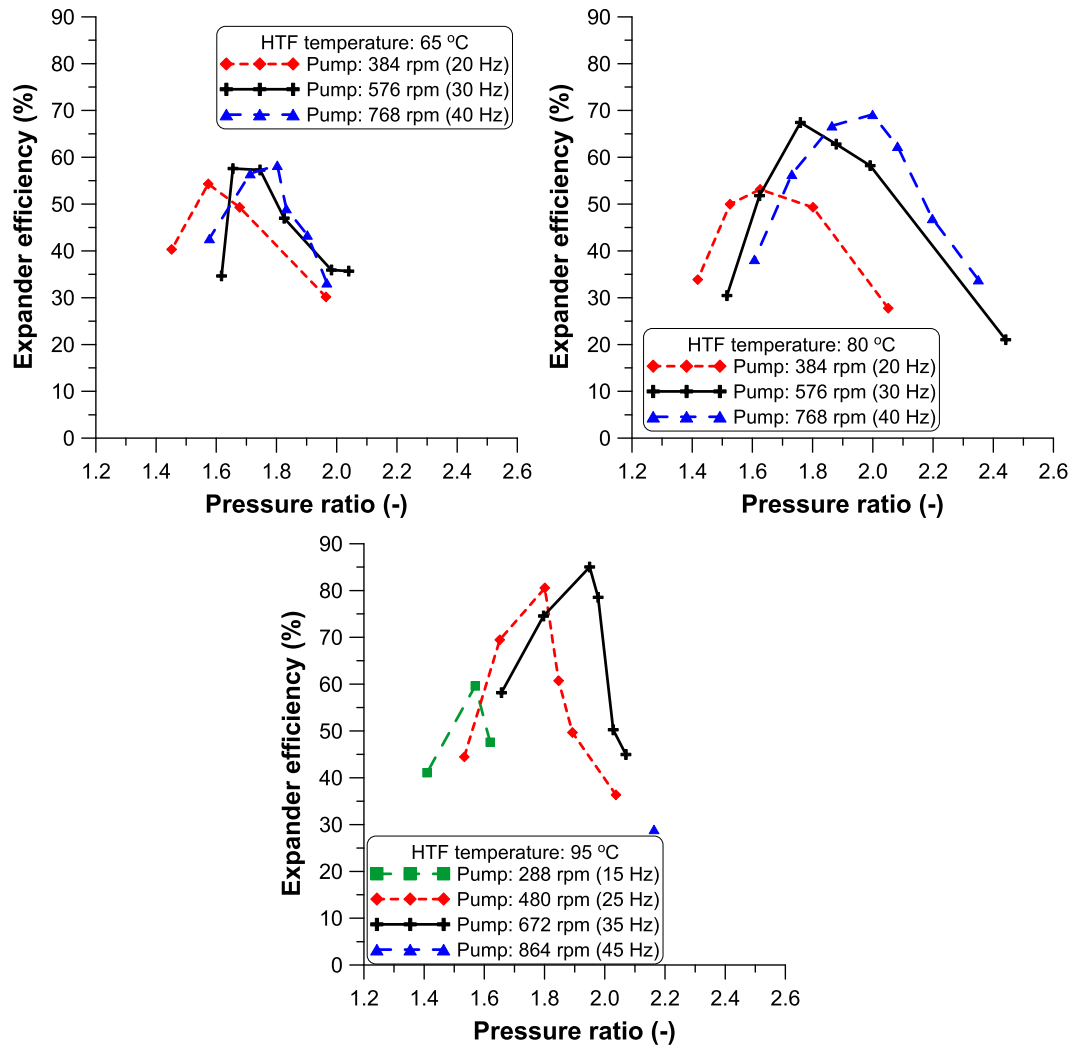 90
80
70
60
50
40
30
20
10
0
Expander efficiency (%)
HTF temperature: 65 °C
Pump: 384 rpm (20 Hz)
Pump: 576 rpm (30 Hz)
Pump: 768 rpm (40 Hz)
1.2 1.4 1.6 1.8 2.0 2.2 2.4 2.6
Pressure ratio (-)
90
80
70
60
50
40
30
20
10
0
Expander efficiency (%)
HTF temperature: 80 °C
Pump: 384 rpm (20 Hz)
Pump: 576 rpm (30 Hz)
Pump: 768 rpm (40 Hz)
1.2 1.4 1.6 1.8 2.0 2.2 2.4 2.6
Pressure ratio (-)
90
80
70
60
50
40
30
20
10
0
Expander efficiency (%)
HTF temperature: 95 °C
Pump: 288 rpm (15 Hz)
Pump: 480 rpm (25 Hz)
Pump: 672 rpm (35 Hz)
Pump: 864 rpm (45 Hz)
1.2 1.4 1.6 1.8 2.0 2.2 2.4 2.6
Pressure ratio (-)